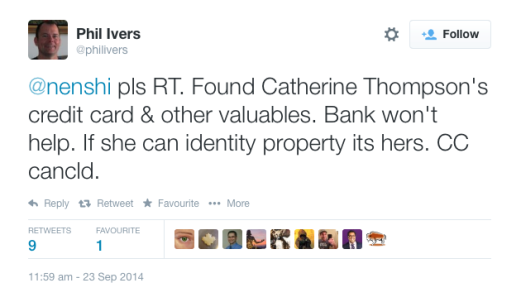 Phil Ivers
@philivers
Follow
@nenshi pls RT. Found Catherine Thompson's
credit card & other valuables. Bank won't
help. If she can identity property its hers. CC
cancld.
Reply Retweet Favourite More
RETWEETS FAVOURITE
9 1
11:59 am - 23 Sep 2014